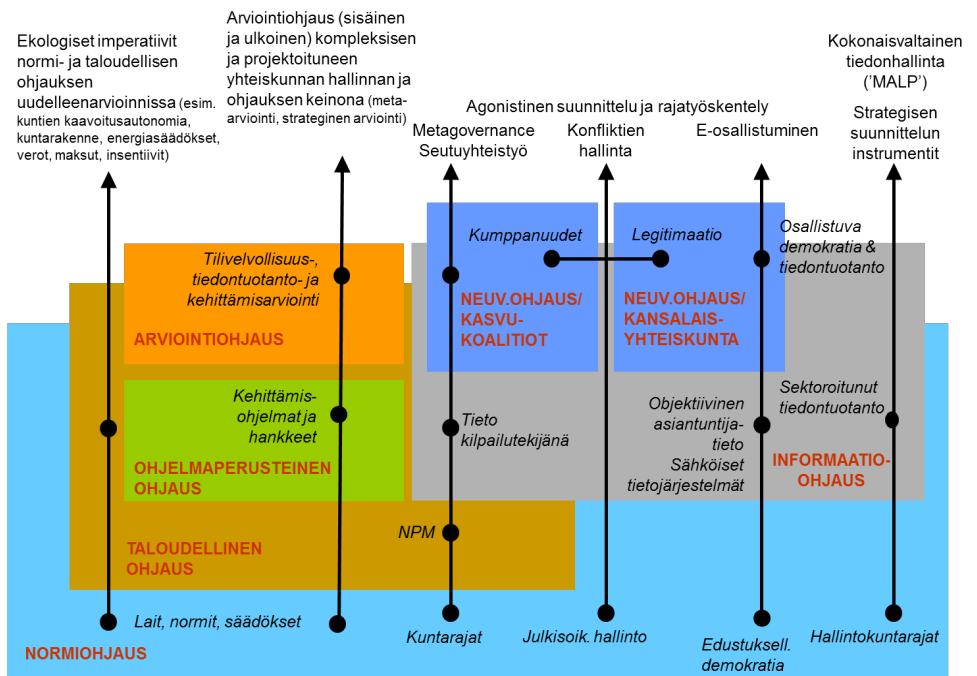 Ekologiset imperatiivit
normi- ja taloudellisen
ohjauksen
uudelleenarvioinnissa (esim.
kuntien kaavoitusautonomia,
kuntarakenne, energiasäädökset,
verot, maksut, insentiivit)
Arviointiohjaus (sisäinen
ja ulkoinen) kompleksisen
ja projektoituneen
yhteiskunnan hallinnan ja
ohjauksen keinona (meta-
arviointi, strateginen arviointi)
Agonistinen suunnittelu ja rajatyöskentely
Metagovernance
Seutuyhteistyö
Konfliktien
hallinta
E-osallistuminen
Kokonaisvaltainen
tiedonhallinta
('MALP')
Strategisen
suunnittelun
instrumentit
Kumppanuudet
Legitimaatio
Osallistuva
demokratia &
tiedontuotanto
Tilivelvollisuus-,
tiedontuotanto- ja
kehittämisarviointi
ARVIOINTIOHJAUS
NEUV.OHJAUS/
KASVU-
KOALITIOT
NEUV.OHJAUS/
KANSALAIS-
YHTEISKUNTA
Kehittämis-
ohjelmat ja
hankkeet
OHJELMAPERUSTEINEN
OHJAUS
Tieto
kilpailutekijänä
Objektiivinen
asiantuntija-
tieto
Sähköiset
tietojärjestelmät
Sektoroitunut
tiedontuotanto
INFORMAATIO-
OHJAUS
NPM
TALOUDELLINEN
OHJAUS
Lait, normit, säädökset
Kuntarajat
Julkisoik. hallinto
Edustuksell.
demokratia
Hallintokuntarajat
NORMIOHJAUS